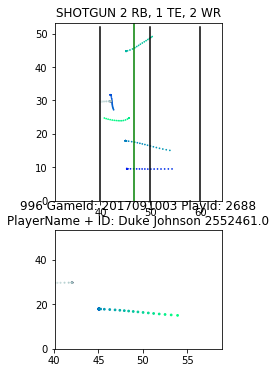 SHOTGUN 2 RB, 1 TE, 2 WR
50
40
30
20
10
0
40 50 60
996 GameId: 2017091003 PlayId: 2688
PlayerName + ID: Duke Johnson 2552461.0
40
20
0
40 45 50 55